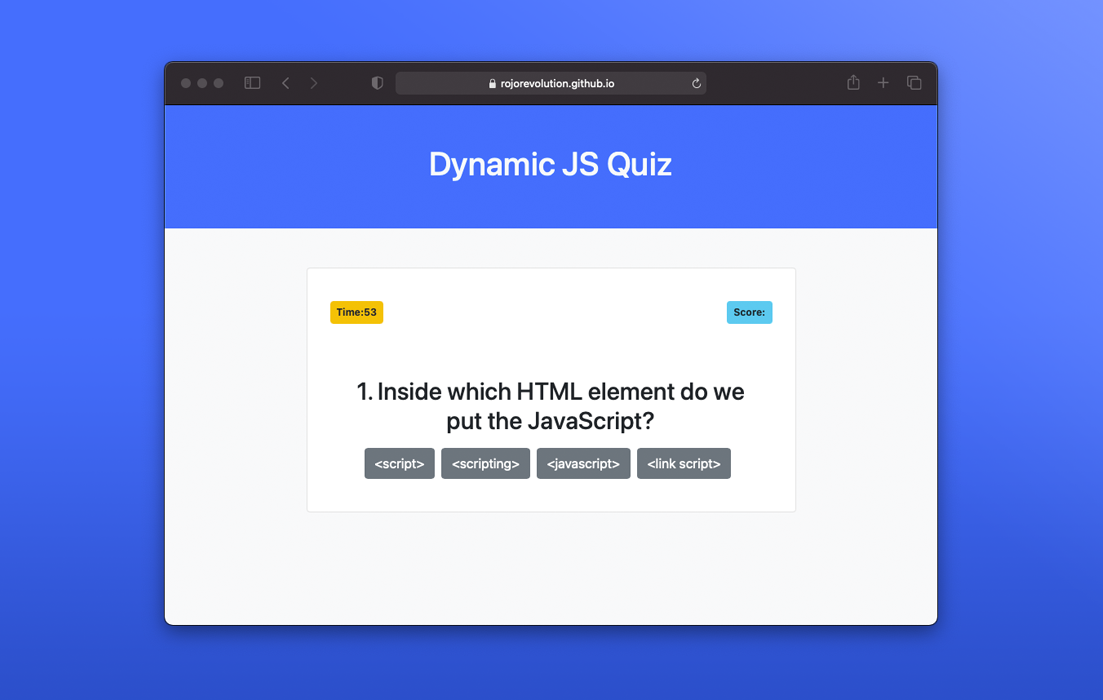 rojorevolution.github.io
Dynamic JS Quiz
Time:53
Score:
1. Inside which HTML element do we
put the JavaScript?
<script>
<scripting>
<javascript>
<link script>